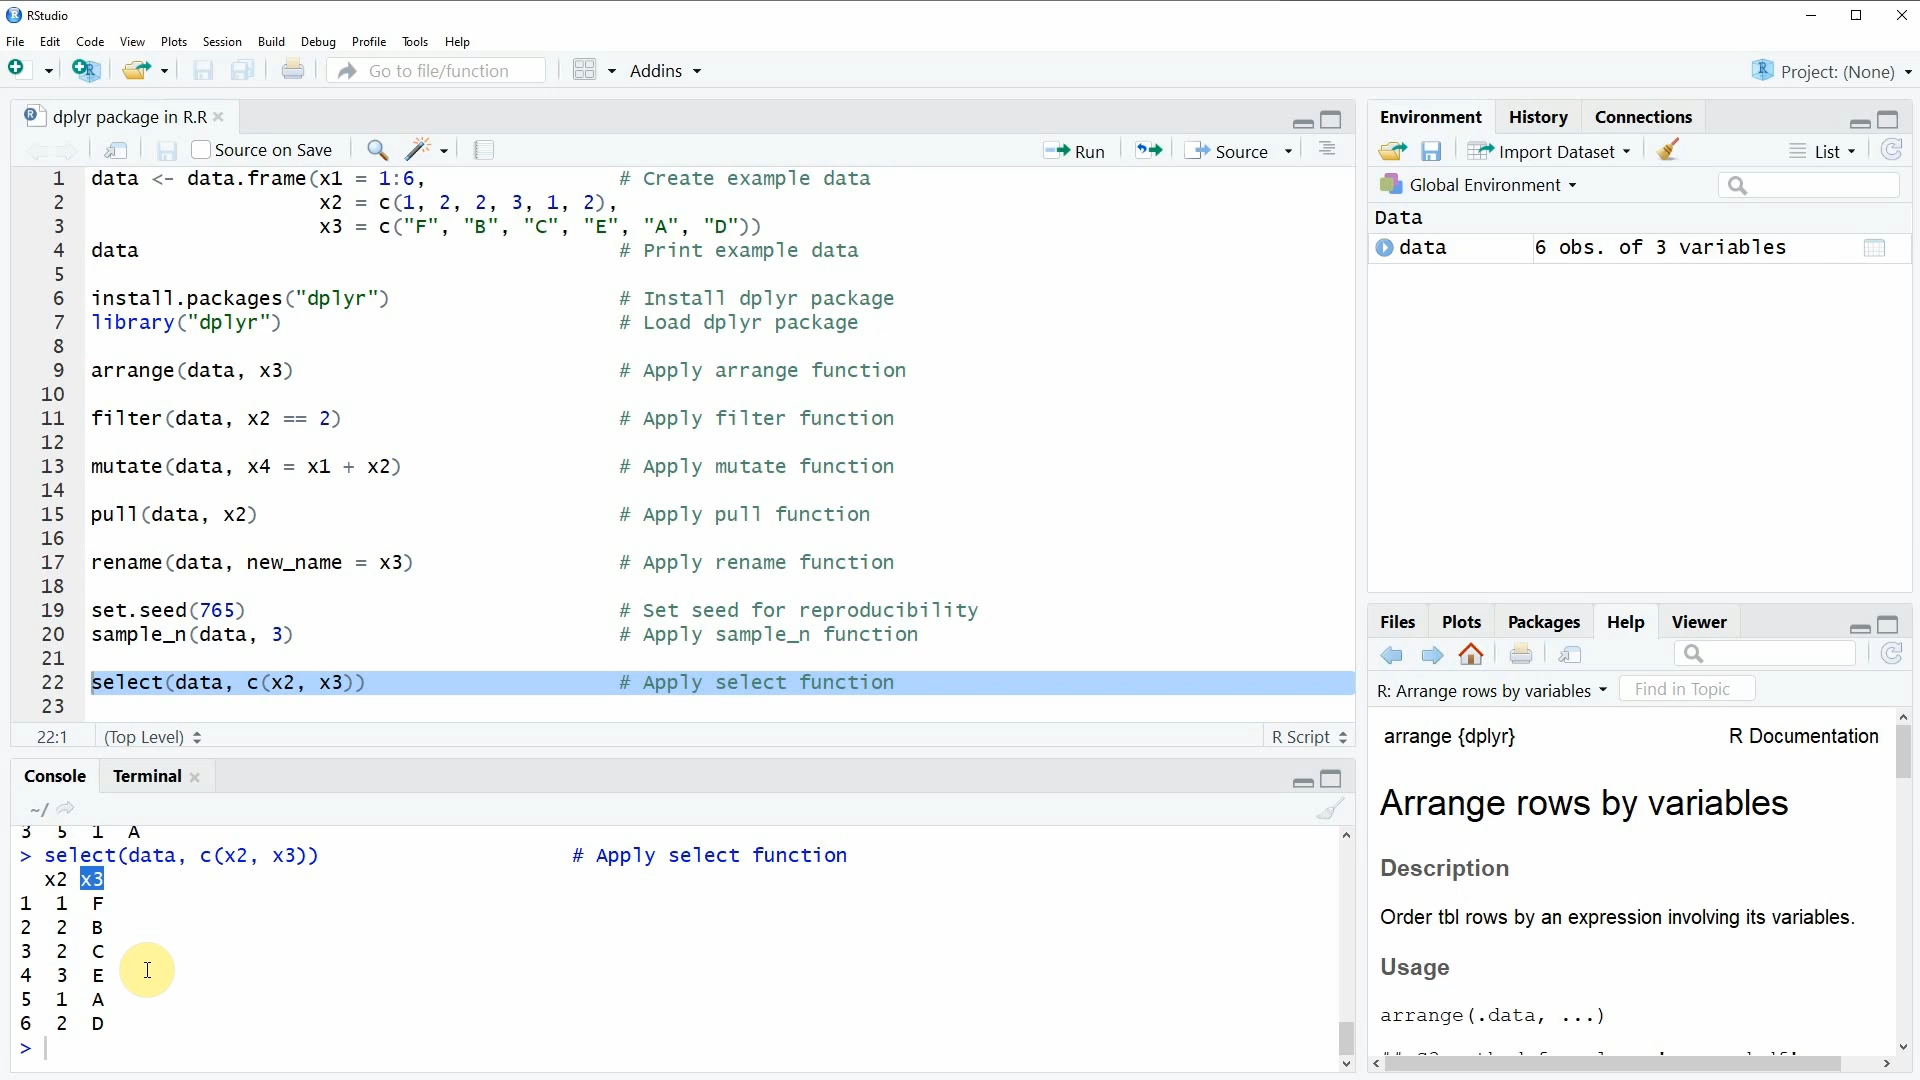 RStudio
File Edit Code View Plots Session Build Debug Profile Tools Help
Go to file/function Addins Project: (None)
dplyr package in R.R
Source on Save Run Source
1 data <- data.frame(x1 = 1:6, # Create example data
2 x2 = c(1, 2, 2, 3, 1, 2),
3 x3 = c("F", "B", "C", "E", "A", "D"))
4 data # Print example data
5
6 install.packages("dplyr") # Install dplyr package
7 library("dplyr") # Load dplyr package
8
9 arrange(data, x3) # Apply arrange function
10
11 filter(data, x2 == 2) # Apply filter function
12
13 mutate(data, x4 = x1 + x2) # Apply mutate function
14
15 pull(data, x2) # Apply pull function
16
17 rename(data, new_name = x3) # Apply rename function
18
19 set.seed(765) # Set seed for reproducibility
20 sample_n(data, 3) # Apply sample_n function
21
22 select(data, c(x2, x3)) # Apply select function
23
22:1 (Top Level) R Script
Console Terminal
~/
3 5 1 A
> select(data, c(x2, x3)) # Apply select function
x2 x3
1 1 F
2 2 B
3 2 C
4 3 E
5 1 A
6 2 D
>
Environment History Connections
Import Dataset List
Global Environment
Data
data 6 obs. of 3 variables
Files Plots Packages Help Viewer
R: Arrange rows by variables Find in Topic
arrange {dplyr} R Documentation
Arrange rows by variables
Description
Order tbl rows by an expression involving its variables.
Usage
arrange(.data, ...)